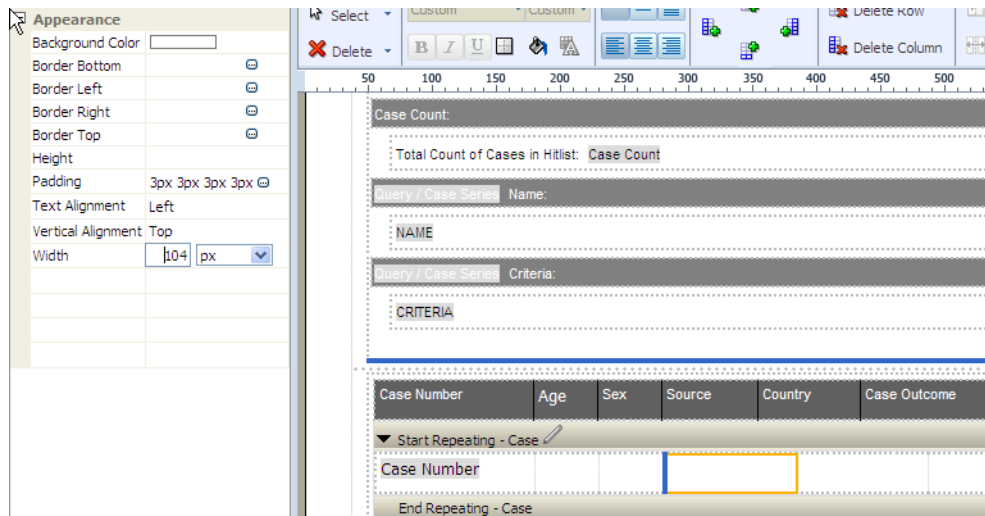 Appearance
Background Color
Border Bottom
Border Left
Border Right
Border Top
Height
Padding 3px 3px 3px 3px
Text Alignment Left
Vertical Alignment Top
Width 104 px
Select Custom Custom Delete Row
Delete B I U A Delete Column
50 100 150 200 250 300 350 400 450 500
Case Count:
Total Count of Cases in Hitlist: Case Count
Query / Case Series Name:
NAME
Query / Case Series Criteria:
CRITERIA
Case Number Age Sex Source Country Case Outcome
Start Repeating - Case
Case Number
End Repeating - Case